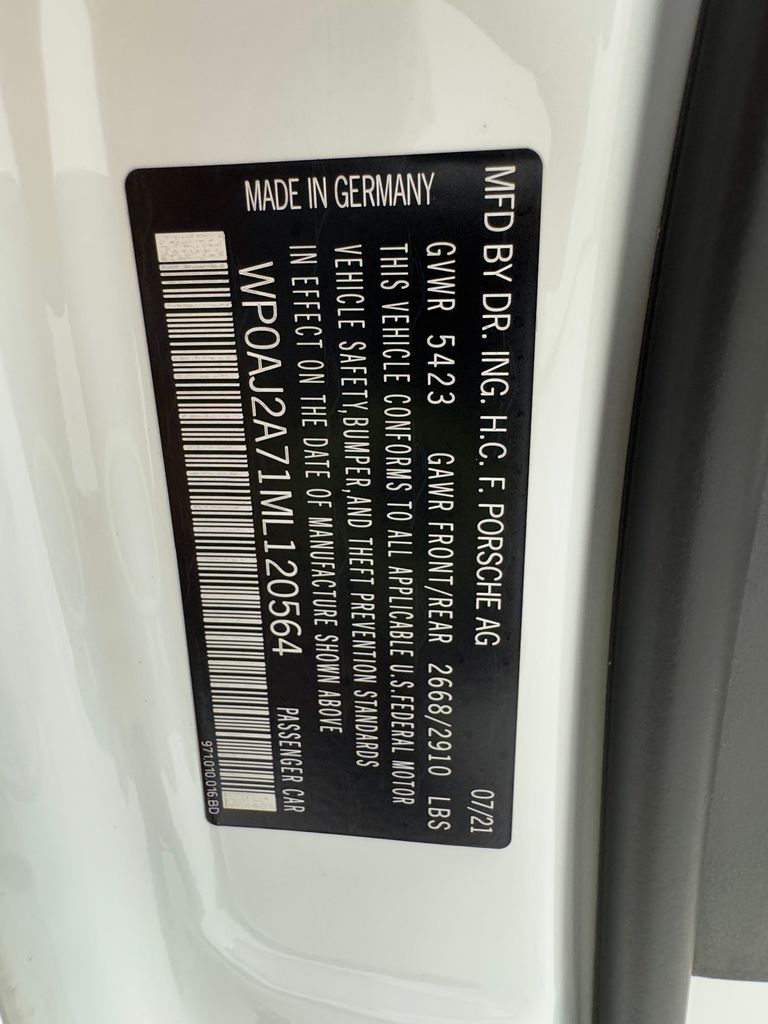 MFD BY DR. ING. H.C. F. PORSCHE AG 07/21
GVWR 5423 GAWR FRONT/REAR 2668/2910 LBS
THIS VEHICLE CONFORMS TO ALL APPLICABLE U.S.FEDERAL MOTOR
VEHICLE SAFETY,BUMPER,AND THEFT PREVENTION STANDARDS
IN EFFECT ON THE DATE OF MANUFACTURE SHOWN ABOVE
WP0AJ2A71ML120564 PASSENGER CAR
971.010.016.BD
MADE IN GERMANY